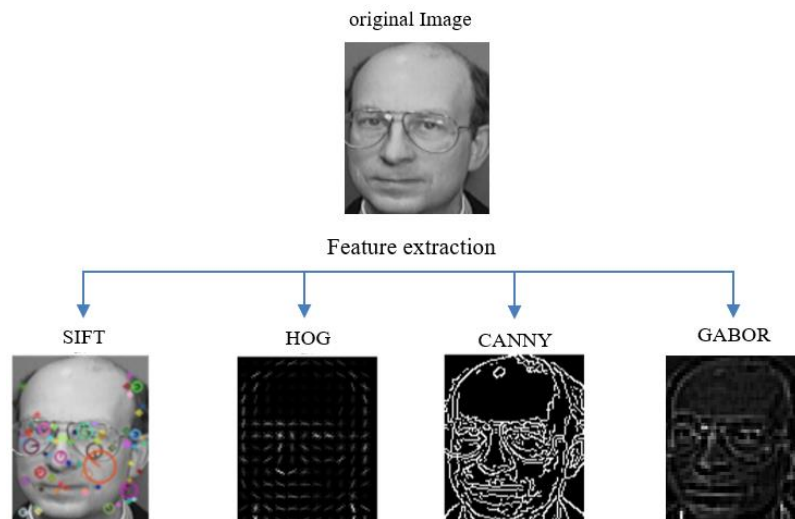 original Image
Feature extraction
SIFT
HOG
CANNY
GABOR